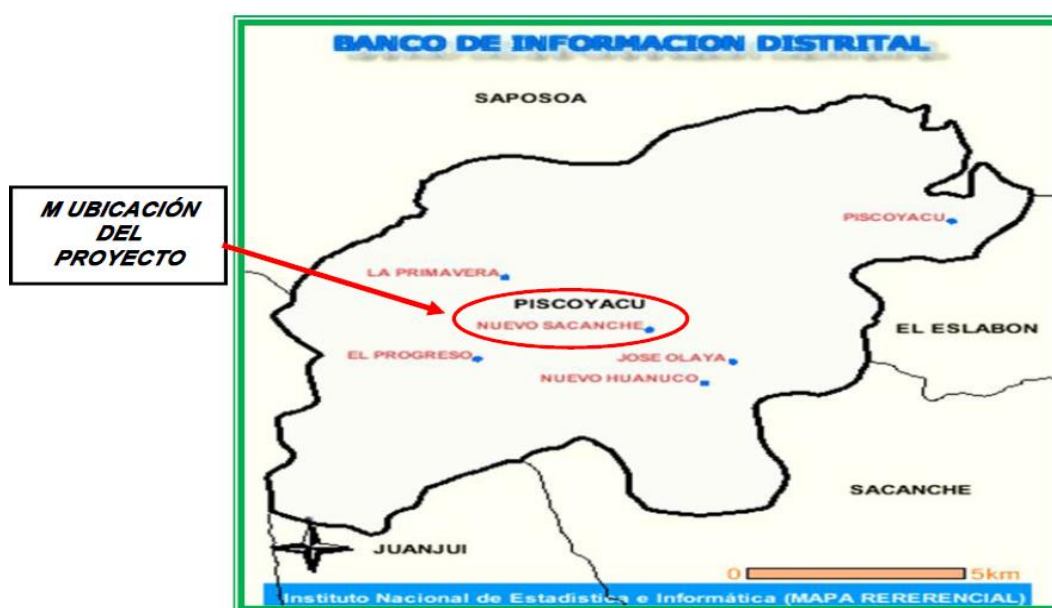 BANCO DE INFORMACION DISTRITAL
SAPOSOA
M UBICACIÓN
DEL
PROYECTO
PISCOYACU
LA PRIMAVERA
PISCOYACU
NUEVO SACANCHE
EL ESLABON
EL PROGRESO
JOSE OLAYA
NUEVO HUANUCO
SACANCHE
JUANJUI
0 5km
Instituto Nacional de Estadistica e Informática (MAPA RERERENCIAL)